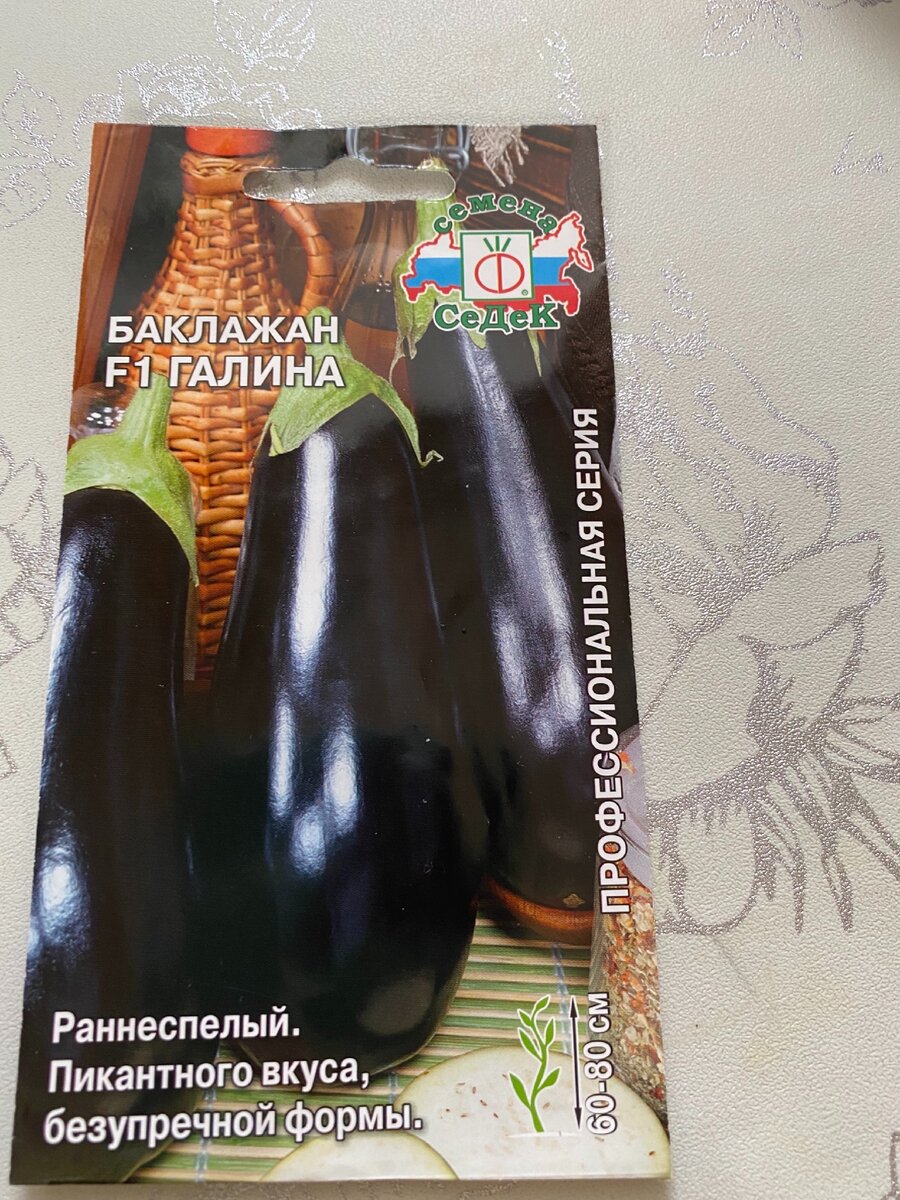 семена
СеДеК
БАКЛАЖАН
F1 ГАЛИНА
ПРОФЕССИОНАЛЬНАЯ СЕРИЯ
Раннеспелый.
Пикантного вкуса,
безупречной формы.
60-80 см